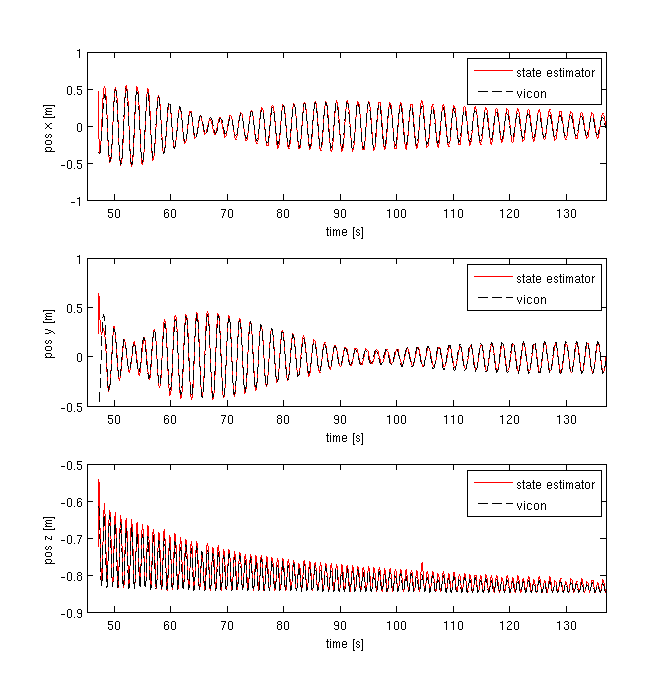 1
0.5
0
-0.5
-1
pos x [m]
state estimator
vicon
50 60 70 80 90 100 110 120 130
time [s]
1
0.5
0
-0.5
pos y [m]
state estimator
vicon
50 60 70 80 90 100 110 120 130
time [s]
-0.5
-0.6
-0.7
-0.8
-0.9
pos z [m]
state estimator
vicon
50 60 70 80 90 100 110 120 130
time [s]